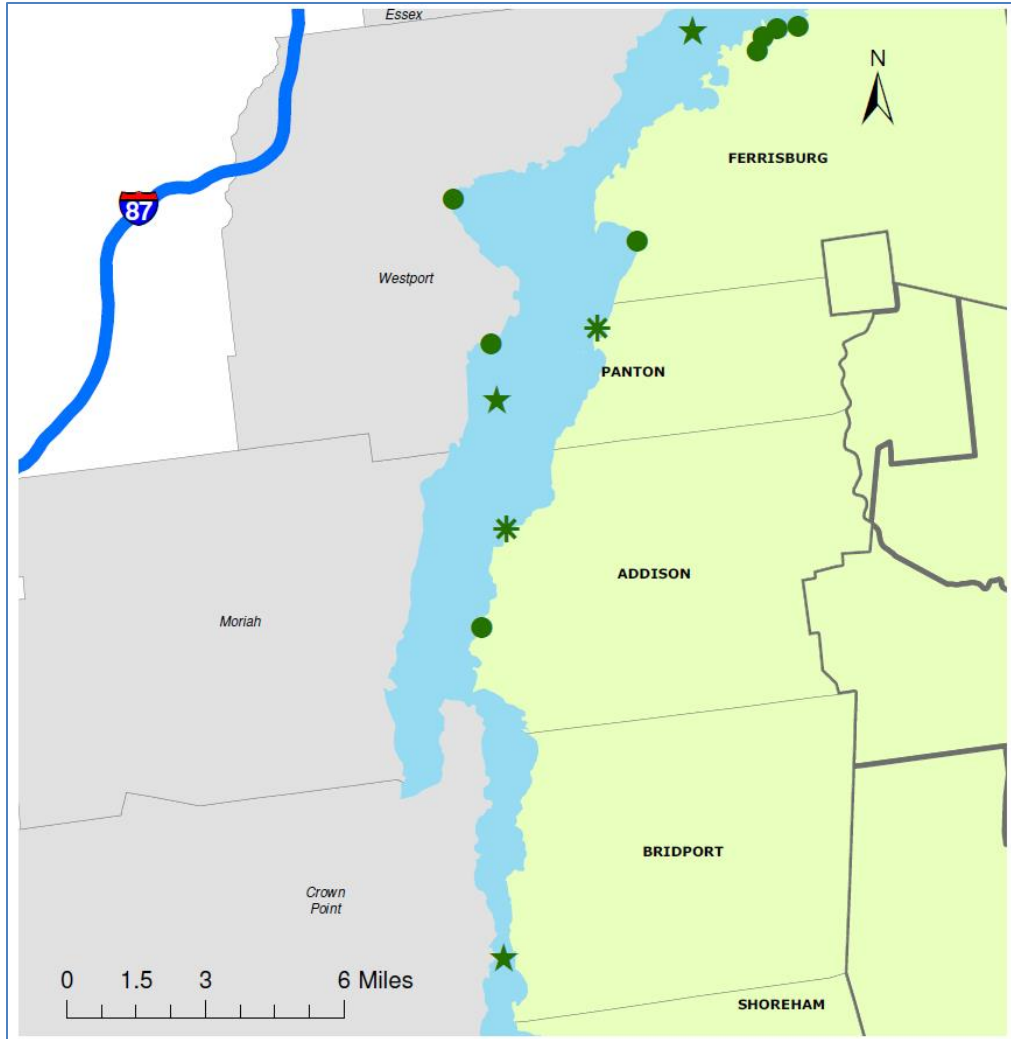 Essex
N
FERRISBURG
87
Westport
PANTON
ADDISON
Moriah
BRIDPORT
Crown
Point
0 1.5 3 6 Miles
SHOREHAM